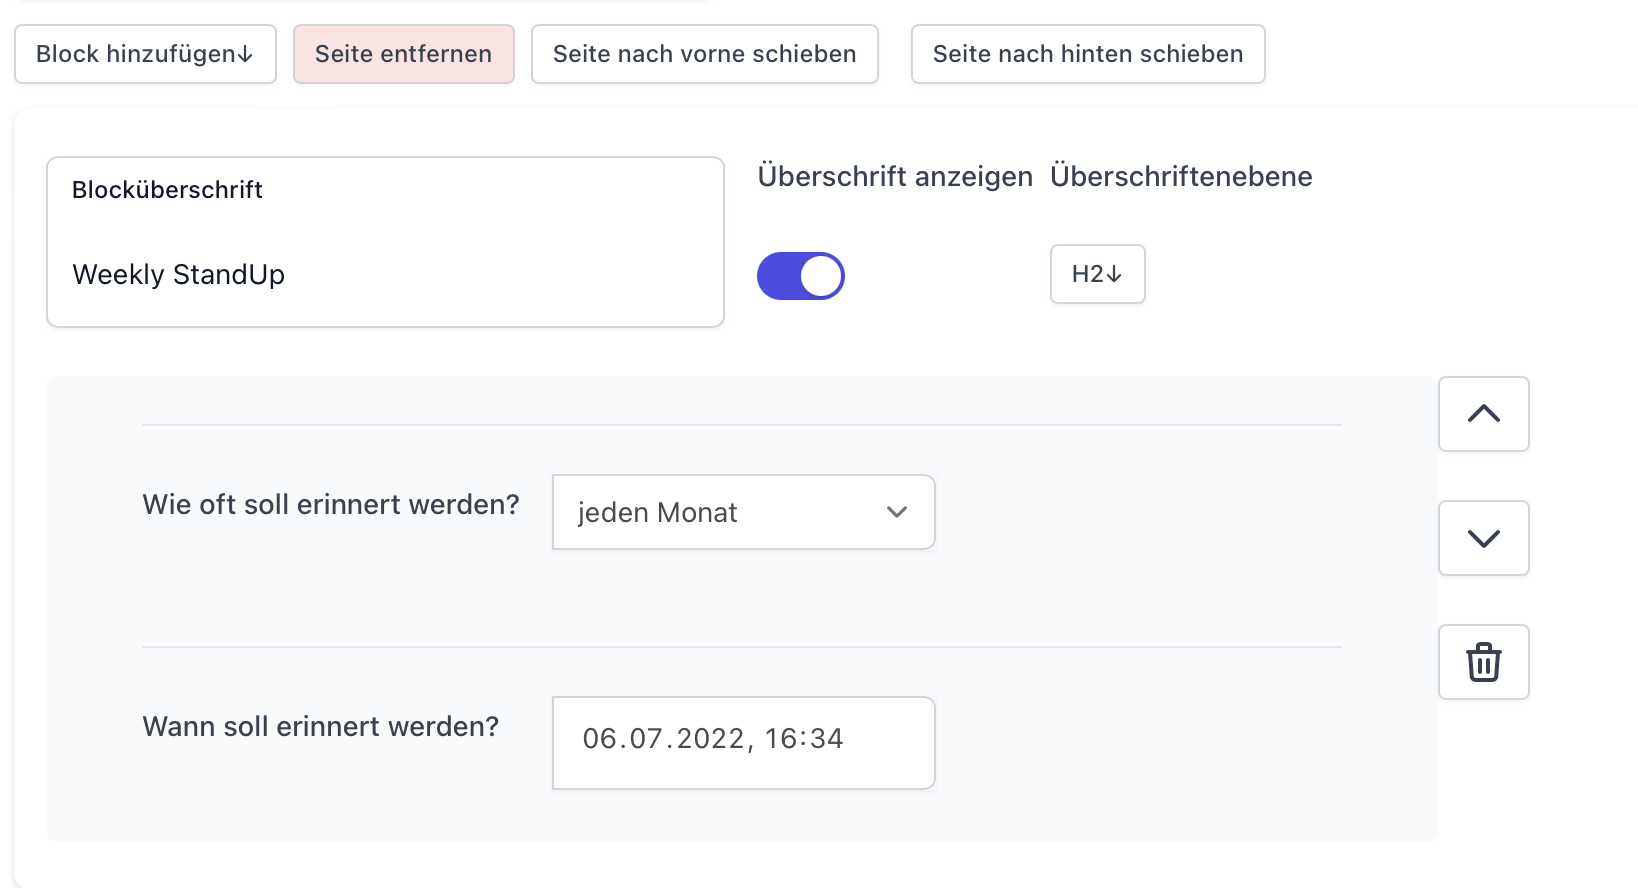 Block hinzufügen↓ Seite entfernen Seite nach vorne schieben Seite nach hinten schieben
Blocküberschrift Überschrift anzeigen Überschriftenebene
Weekly StandUp H2↓
Wie oft soll erinnert werden? jeden Monat
Wann soll erinnert werden? 06.07.2022, 16:34